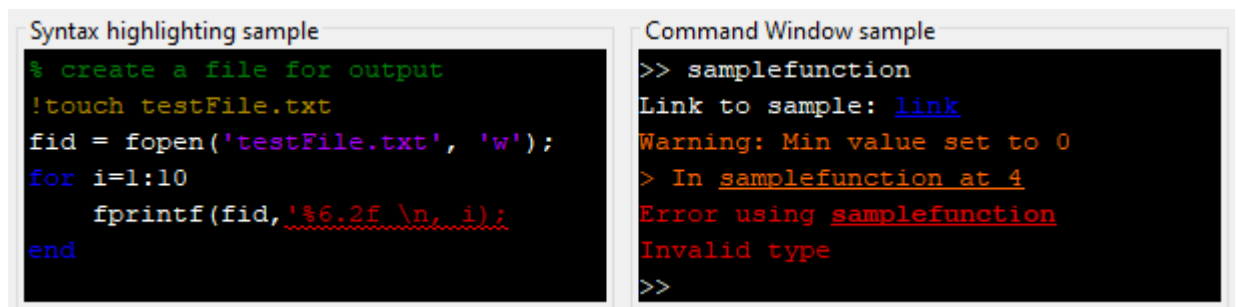 Syntax highlighting sample
% create a file for output
!touch testFile.txt
fid = fopen('testFile.txt', 'w');
for i=1:10
    fprintf(fid,'%6.2f \n, i);
end
Command Window sample
>> samplefunction
Link to sample: link
Warning: Min value set to 0
> In samplefunction at 4
Error using samplefunction
Invalid type
>>